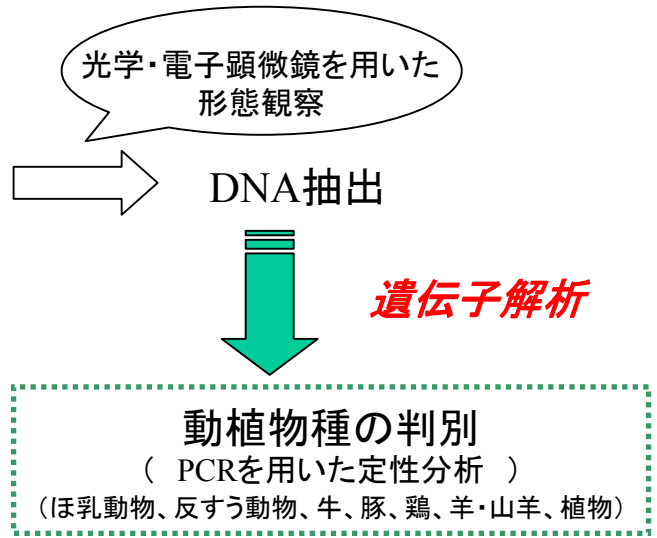 光学・電子顕微鏡を用いた
形態観察
DNA抽出
遺伝子解析
動植物種の判別
（ PCRを用いた定性分析 ）
（ほ乳動物、反すう動物、牛、豚、鶏、羊・山羊、植物）